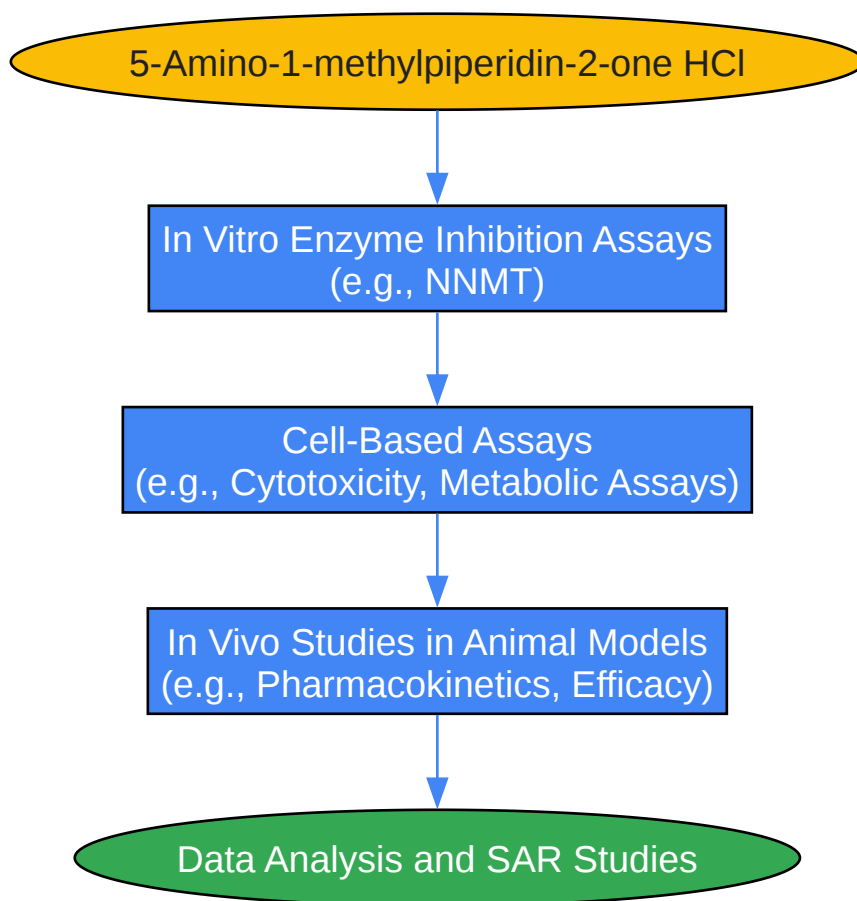 5-Amino-1-methylpiperidin-2-one HCl
In Vitro Enzyme Inhibition Assays
(e.g., NNMT)
Cell-Based Assays
(e.g., Cytotoxicity, Metabolic Assays)
In Vivo Studies in Animal Models
(e.g., Pharmacokinetics, Efficacy)
Data Analysis and SAR Studies